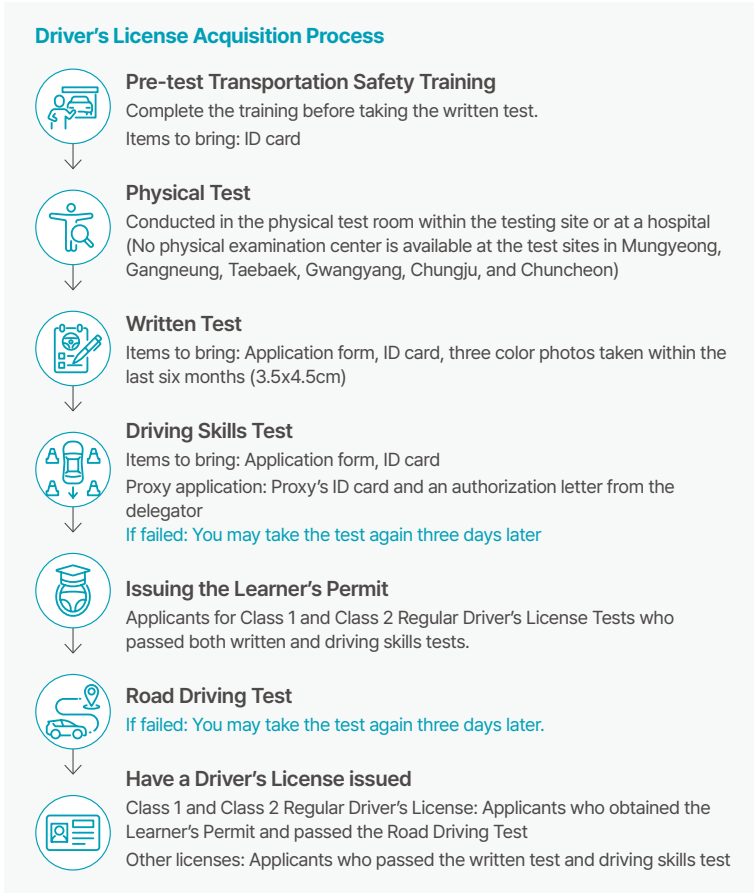 Driver's License Acquisition Process
Pre-test Transportation Safety Training
Complete the training before taking the written test.
Items to bring: ID card
Physical Test
Conducted in the physical test room within the testing site or at a hospital
(No physical examination center is available at the test sites in Mungyeong,
Gangneung, Taebaek, Gwangyang, Chungju, and Chuncheon)
Written Test
Items to bring: Application form, ID card, three color photos taken within the
last six months (3.5x4.5cm)
Driving Skills Test
Items to bring: Application form, ID card
Proxy application: Proxy's ID card and an authorization letter from the
delegator
If failed: You may take the test again three days later
Issuing the Learner's Permit
Applicants for Class 1 and Class 2 Regular Driver's License Tests who
passed both written and driving skills tests.
Road Driving Test
If failed: You may take the test again three days later.
Have a Driver's License issued
Class 1 and Class 2 Regular Driver's License: Applicants who obtained the
Learner's Permit and passed the Road Driving Test
Other licenses: Applicants who passed the written test and driving skills test